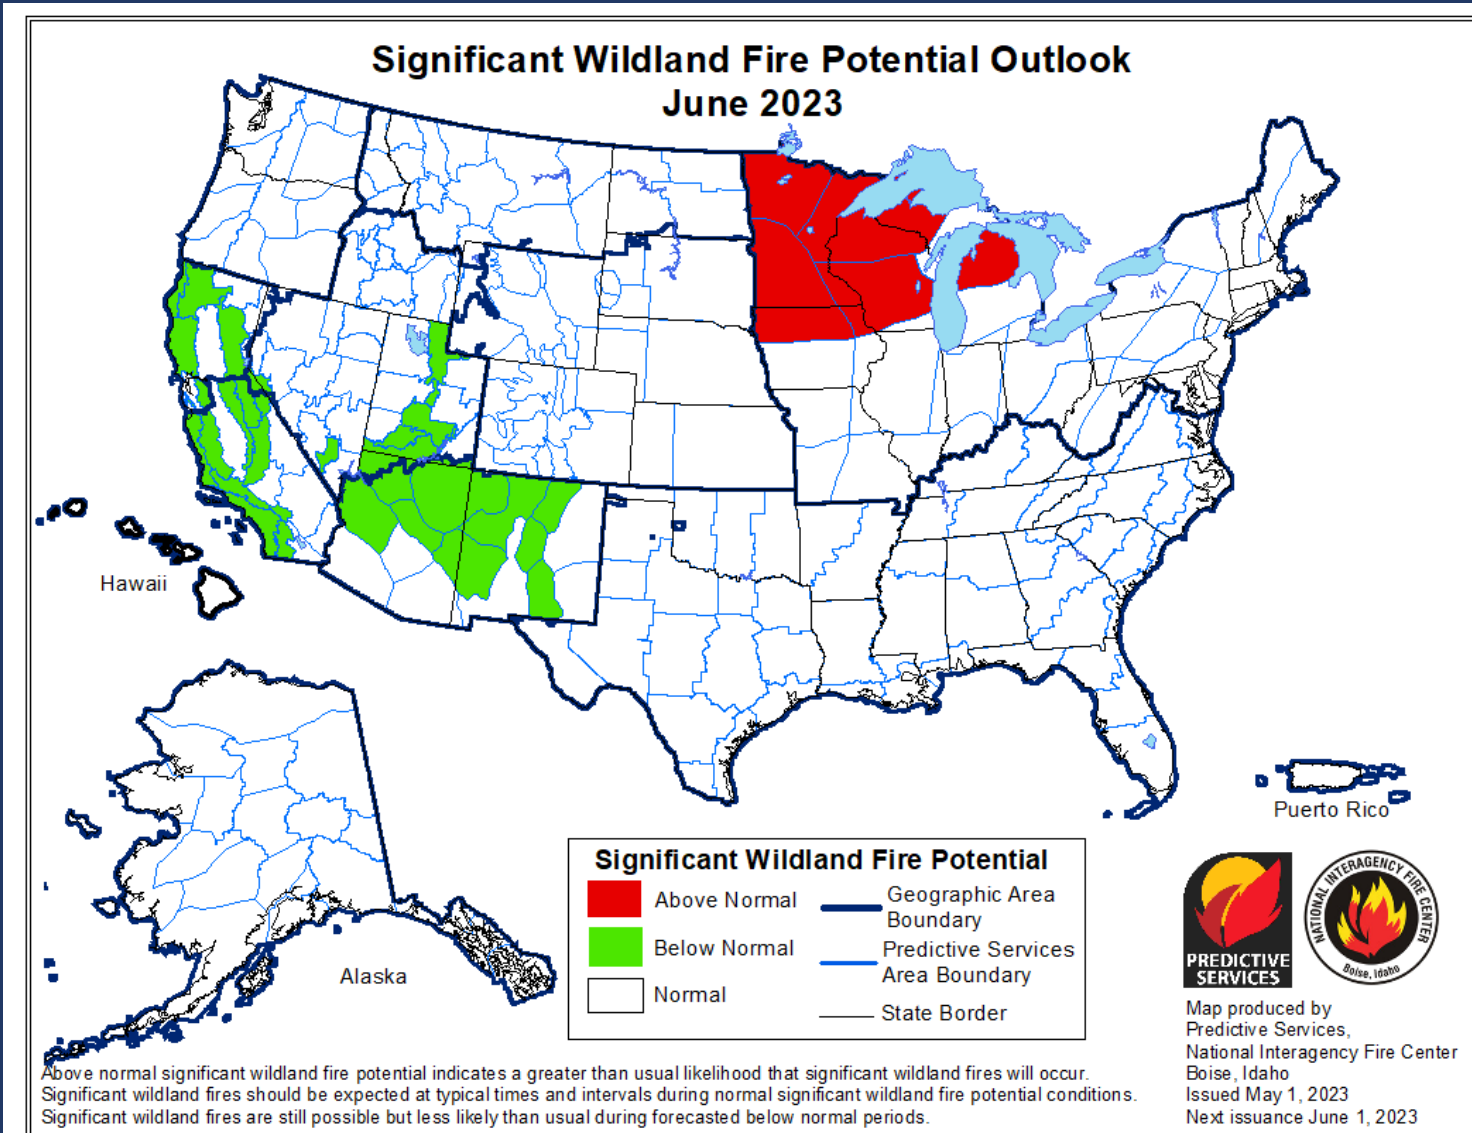 Significant Wildland Fire Potential Outlook
June 2023
Hawaii
Alaska
Puerto Rico
Significant Wildland Fire Potential
Above Normal
Below Normal
Normal
Geographic Area
Boundary
Predictive Services
Area Boundary
State Border
PREDICTIVE
SERVICES
NATIONAL INTERAGENCY FIRE CENTER
Boise, Idaho
Map produced by
Predictive Services,
National Interagency Fire Center
Boise, Idaho
Issued May 1, 2023
Next issuance June 1, 2023
Above normal significant wildland fire potential indicates a greater than usual likelihood that significant wildland fires will occur.
Significant wildland fires should be expected at typical times and intervals during normal significant wildland fire potential conditions.
Significant wildland fires are still possible but less likely than usual during forecasted below normal periods.